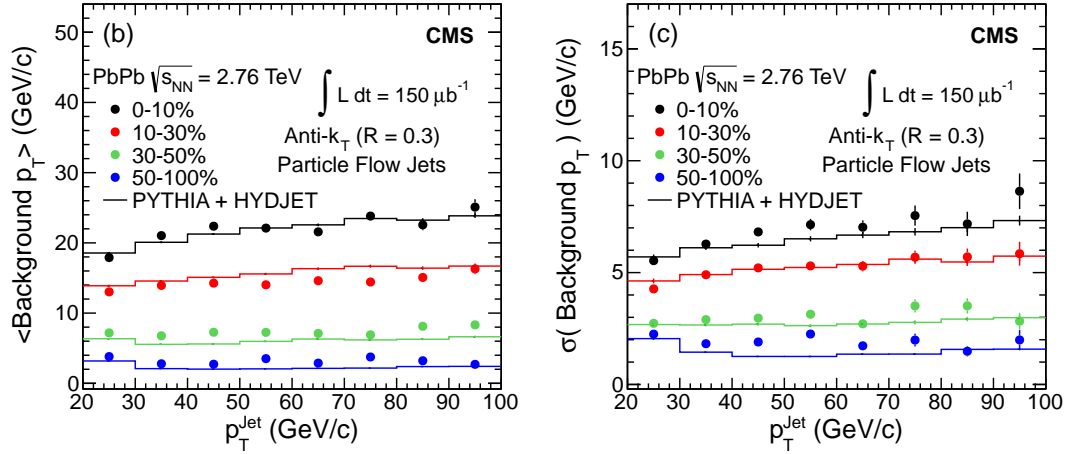 (b) CMS
PbPb √s_NN = 2.76 TeV
∫ L dt = 150 μb⁻¹
0-10%
10-30%
30-50%
50-100%
PYTHIA + HYDJET
Anti-k_T (R = 0.3)
Particle Flow Jets
<Background p_T> (GeV/c)
0 10 20 30 40 50
20 30 40 50 60 70 80 90 100
p_T^Jet (GeV/c)
(c) CMS
PbPb √s_NN = 2.76 TeV
∫ L dt = 150 μb⁻¹
0-10%
10-30%
30-50%
50-100%
PYTHIA + HYDJET
Anti-k_T (R = 0.3)
Particle Flow Jets
σ( Background p_T ) (GeV/c)
0 5 10 15
20 30 40 50 60 70 80 90 100
p_T^Jet (GeV/c)